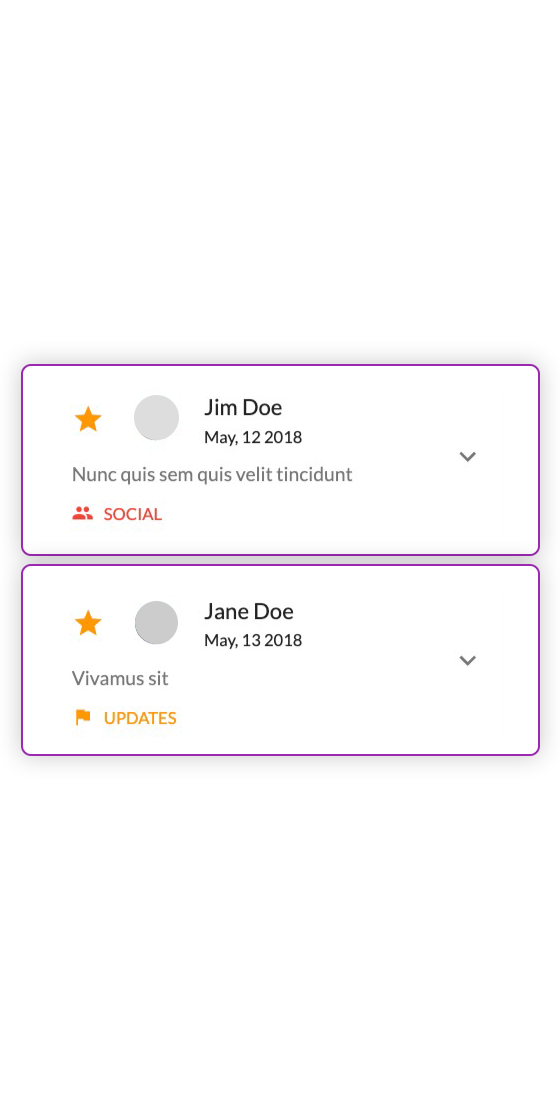 Jim Doe
May, 12 2018
Nunc quis sem quis velit tincidunt
SOCIAL
Jane Doe
May, 13 2018
Vivamus sit
UPDATES